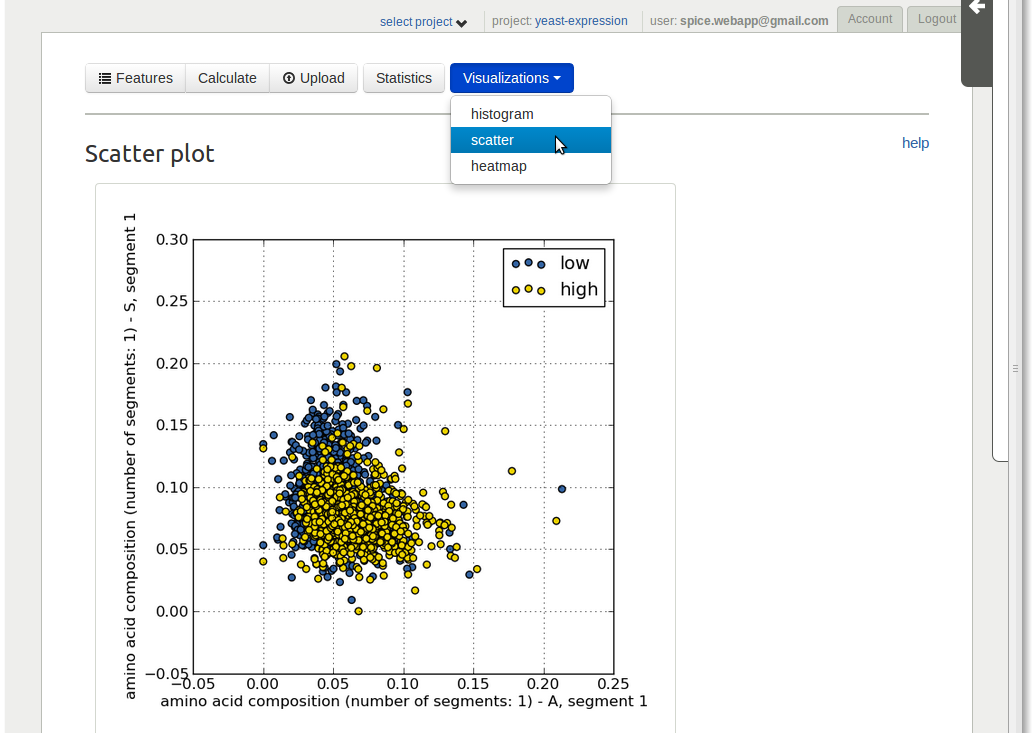 select project project: yeast-expression user: spice.webapp@gmail.com Account Logout
Features Calculate Upload Statistics Visualizations
histogram
scatter
heatmap
help
Scatter plot
amino acid composition (number of segments: 1) - S, segment 1
low
high
0.30
0.25
0.20
0.15
0.10
0.05
0.00
−0.05
−0.05 0.00 0.05 0.10 0.15 0.20 0.25
amino acid composition (number of segments: 1) - A, segment 1